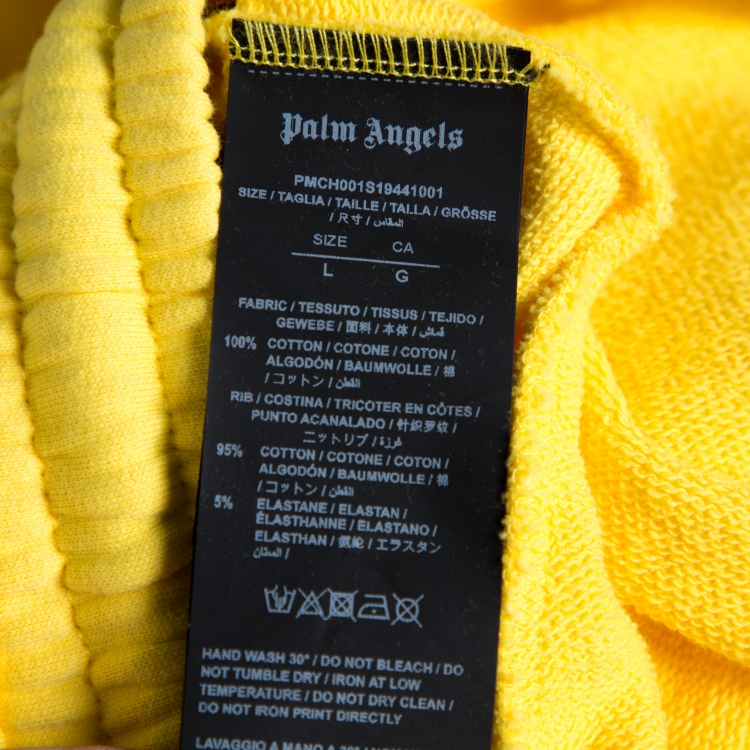 Palm Angels
PMCH001S19441001
SIZE / TAGLIA / TAILLE / TALLA / GRÖSSE
/ 尺寸 / المقاس
SIZE CA
L G
FABRIC / TESSUTO / TISSUS / TEJIDO /
GEWEBE / 面料 / 本体 / قماش
100% COTTON / COTONE / COTON /
ALGODÓN / BAUMWOLLE / 棉
/ コットン / القطن
RIB / COSTINA / TRICOTER EN CÔTES /
PUNTO ACANALADO / 针织罗纹 /
ニットリブ /
95% COTTON / COTONE / COTON /
ALGODÓN / BAUMWOLLE / 棉
/ コットン / القطن
5% ELASTANE / ELASTAN /
ÉLASTHANNE / ELASTANO /
ELASTHAN / 氨纶 / エラスタン
/
HAND WASH 30° / DO NOT BLEACH / DO
NOT TUMBLE DRY / IRON AT LOW
TEMPERATURE / DO NOT DRY CLEAN /
DO NOT IRON PRINT DIRECTLY
LAVAGGIO A MANO A 30°